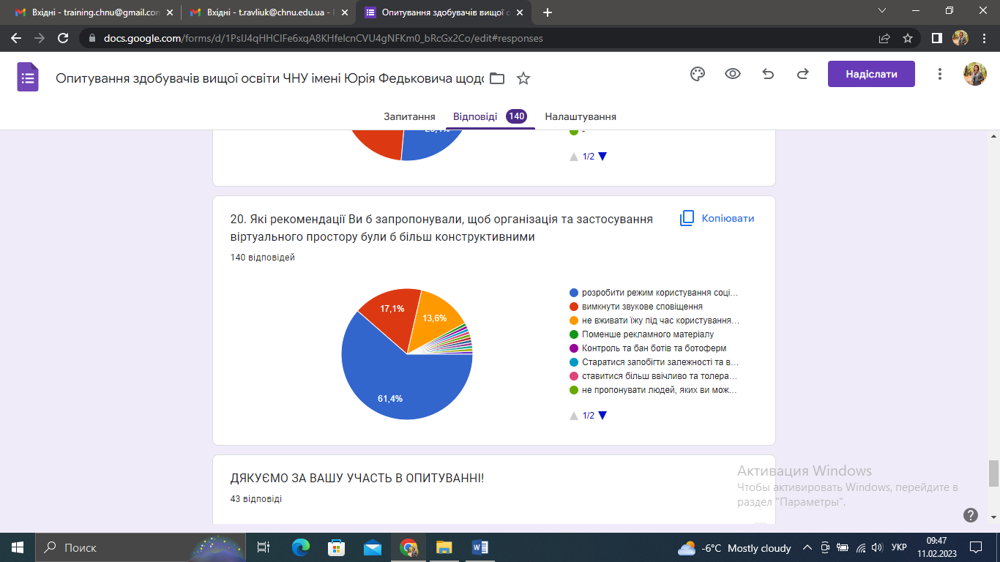 Вхідні - training.chnu@gmail.com
Вхідні - t.ravliuk@chnu.edu.ua -
Опитування здобувачів вищої о
docs.google.com/forms/d/1PsIJ4qHHClFe6xqA8KHfelcnCVU4gNFKm0_bRcGx2Co/edit#responses
Опитування здобувачів вищої освіти ЧНУ імені Юрія Федьковича щодо
Надіслати
Запитання
Відповіді 140
Налаштування
1/2
20. Які рекомендації Ви б запропонували, щоб організація та застосування
віртуального простору були б більш конструктивними
Копіювати
140 відповідей
17,1%
13,6%
61,4%
розробити режим користування соці...
вимкнути звукове сповіщення
не вживати їжу під час користування...
Поменше рекламного матеріалу
Контроль та бан ботів та ботоферм
Старатися запобігти залежності та в...
ставитися більш ввічливо та толера...
не пропонувати людей, яких ви мож...
1/2
ДЯКУЄМО ЗА ВАШУ УЧАСТЬ В ОПИТУВАННІ!
43 відповіді
Активация Windows
Чтобы активировать Windows, перейдите в
раздел "Параметры".
Поиск
-6°C Mostly cloudy
УКР
09:47
11.02.2023